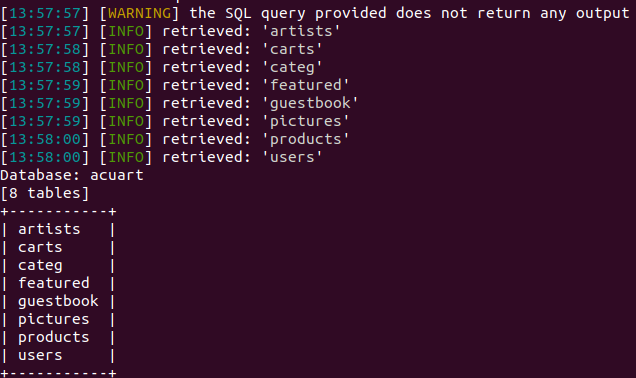 [13:57:57] [WARNING] the SQL query provided does not return any output
[13:57:57] [INFO] retrieved: 'artists'
[13:57:58] [INFO] retrieved: 'carts'
[13:57:58] [INFO] retrieved: 'categ'
[13:57:59] [INFO] retrieved: 'featured'
[13:57:59] [INFO] retrieved: 'guestbook'
[13:57:59] [INFO] retrieved: 'pictures'
[13:58:00] [INFO] retrieved: 'products'
[13:58:00] [INFO] retrieved: 'users'
Database: acuart
[8 tables]
+-----------+
| artists   |
| carts     |
| categ     |
| featured  |
| guestbook |
| pictures  |
| products  |
| users     |
+-----------+